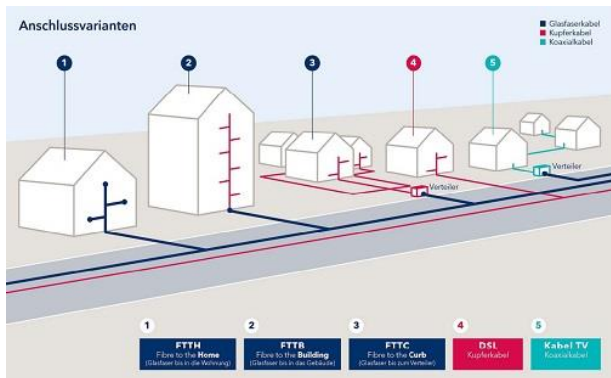 Anschlussvarianten
Glasfaserkabel
Kupferkabel
Koaxialkabel
1
2
3
4
5
Verteiler
Verteiler
1
2
3
4
5
FTTH
Fibre to the Home
(Glasfaser bis in die Wohnung)
FTTB
Fibre to the Building
(Glasfaser bis in das Gebäude)
FTTC
Fibre to the Curb
(Glasfaser bis zum Verteiler)
DSL
Kupferkabel
Kabel TV
Koaxialkabel